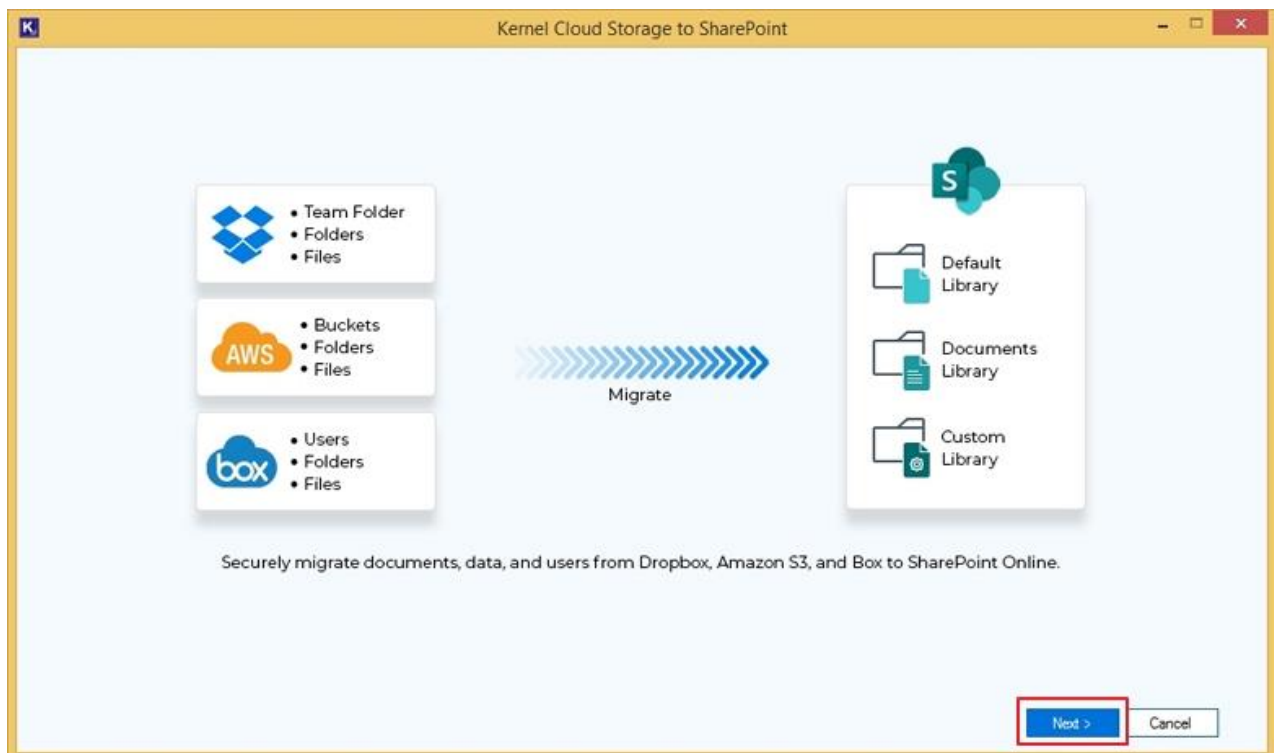 K
Kernel Cloud Storage to SharePoint
• Team Folder
• Folders
• Files
AWS
• Buckets
• Folders
• Files
box
• Users
• Folders
• Files
Migrate
S
Default
Library
Documents
Library
Custom
Library
Securely migrate documents, data, and users from Dropbox, Amazon S3, and Box to SharePoint Online.
Next >
Cancel